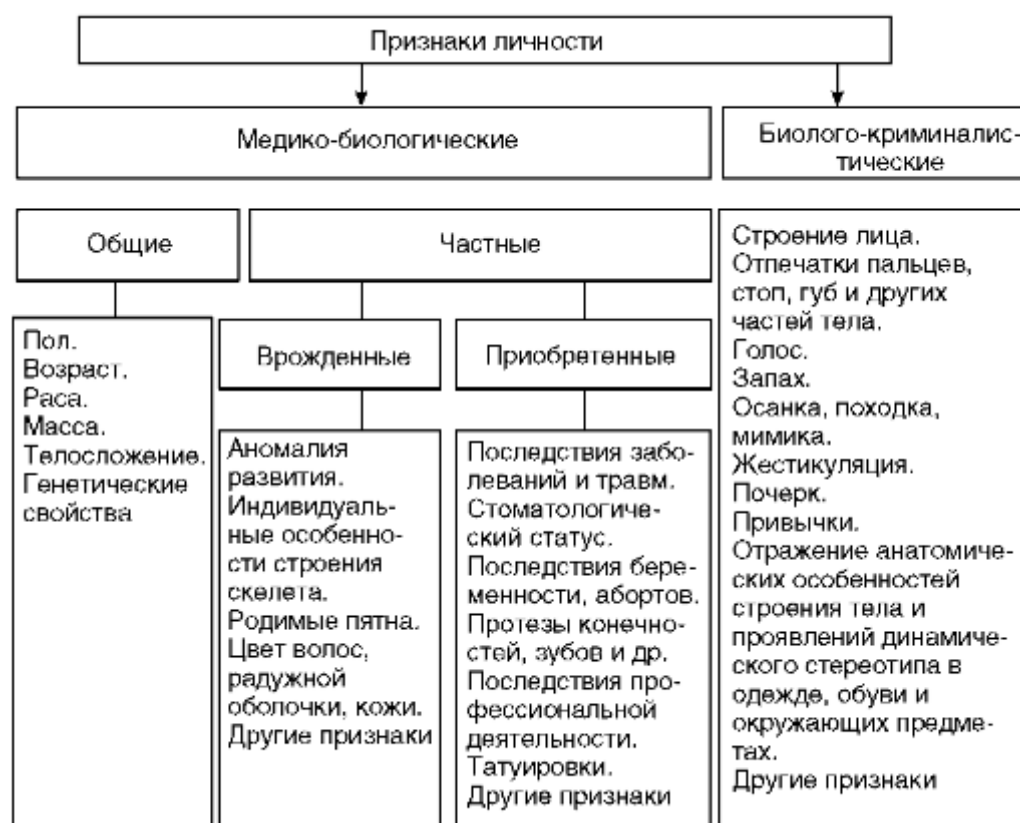 Признаки личности
Медико-биологические
Биолого-криминалис-
тические
Общие
Частные
Пол.
Возраст.
Раса.
Масса.
Телосложение.
Генетические
свойства
Врожденные
Аномалия
развития.
Индивидуаль-
ные особенно-
сти строения
скелета.
Родимые пятна.
Цвет волос,
радужной
оболочки, кожи.
Другие признаки
Приобретенные
Последствия забо-
леваний и травм.
Стоматологиче-
ский статус.
Последствия бере-
менности, абортов.
Протезы конечно-
стей, зубов и др.
Последствия про-
фессиональной
деятельности.
Татуировки.
Другие признаки
Строение лица.
Отпечатки пальцев,
стоп, губ и других
частей тела.
Голос.
Запах.
Осанка, походка,
мимика.
Жестикуляция.
Почерк.
Привычки.
Отражение анатомиче-
ских особенностей
строения тела и
проявлений динамиче-
ского стереотипа в
одежде, обуви и
окружающих предме-
тах.
Другие признаки